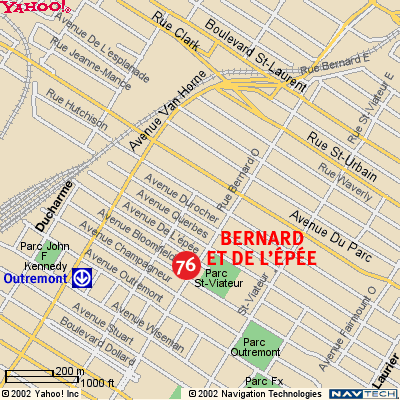 YAHOO!
Rue Clark
Boulevard St-Laurent
Avenue De L'esplanade
Rue Jeanne-Mance
Rue Bernard E
Rue St-Viateur E
Rue Hutchison
Avenue Van Horne
Rue St-Urbain
Rue Waverly
Rue Bernard O
Ducharme
Avenue Durocher
Avenue Querbes
Avenue De L'épée
Avenue Bloomfield
Avenue Champagneur
Avenue Outremont
Avenue Du Parc
BERNARD
ET DE L'ÉPÉE
76
Parc John
F
Kennedy
Outremont
Parc
St-Viateur
St-Viateur
Avenue Fairmount O
Avenue Stuart
Avenue Wiseman
Boulevard Dollard
Parc
Outremont
Laurier
Parc Fx
200 m
1000 ft
©2002 Yahoo! Inc
©2002 Navigation Technologies
NAVTECH